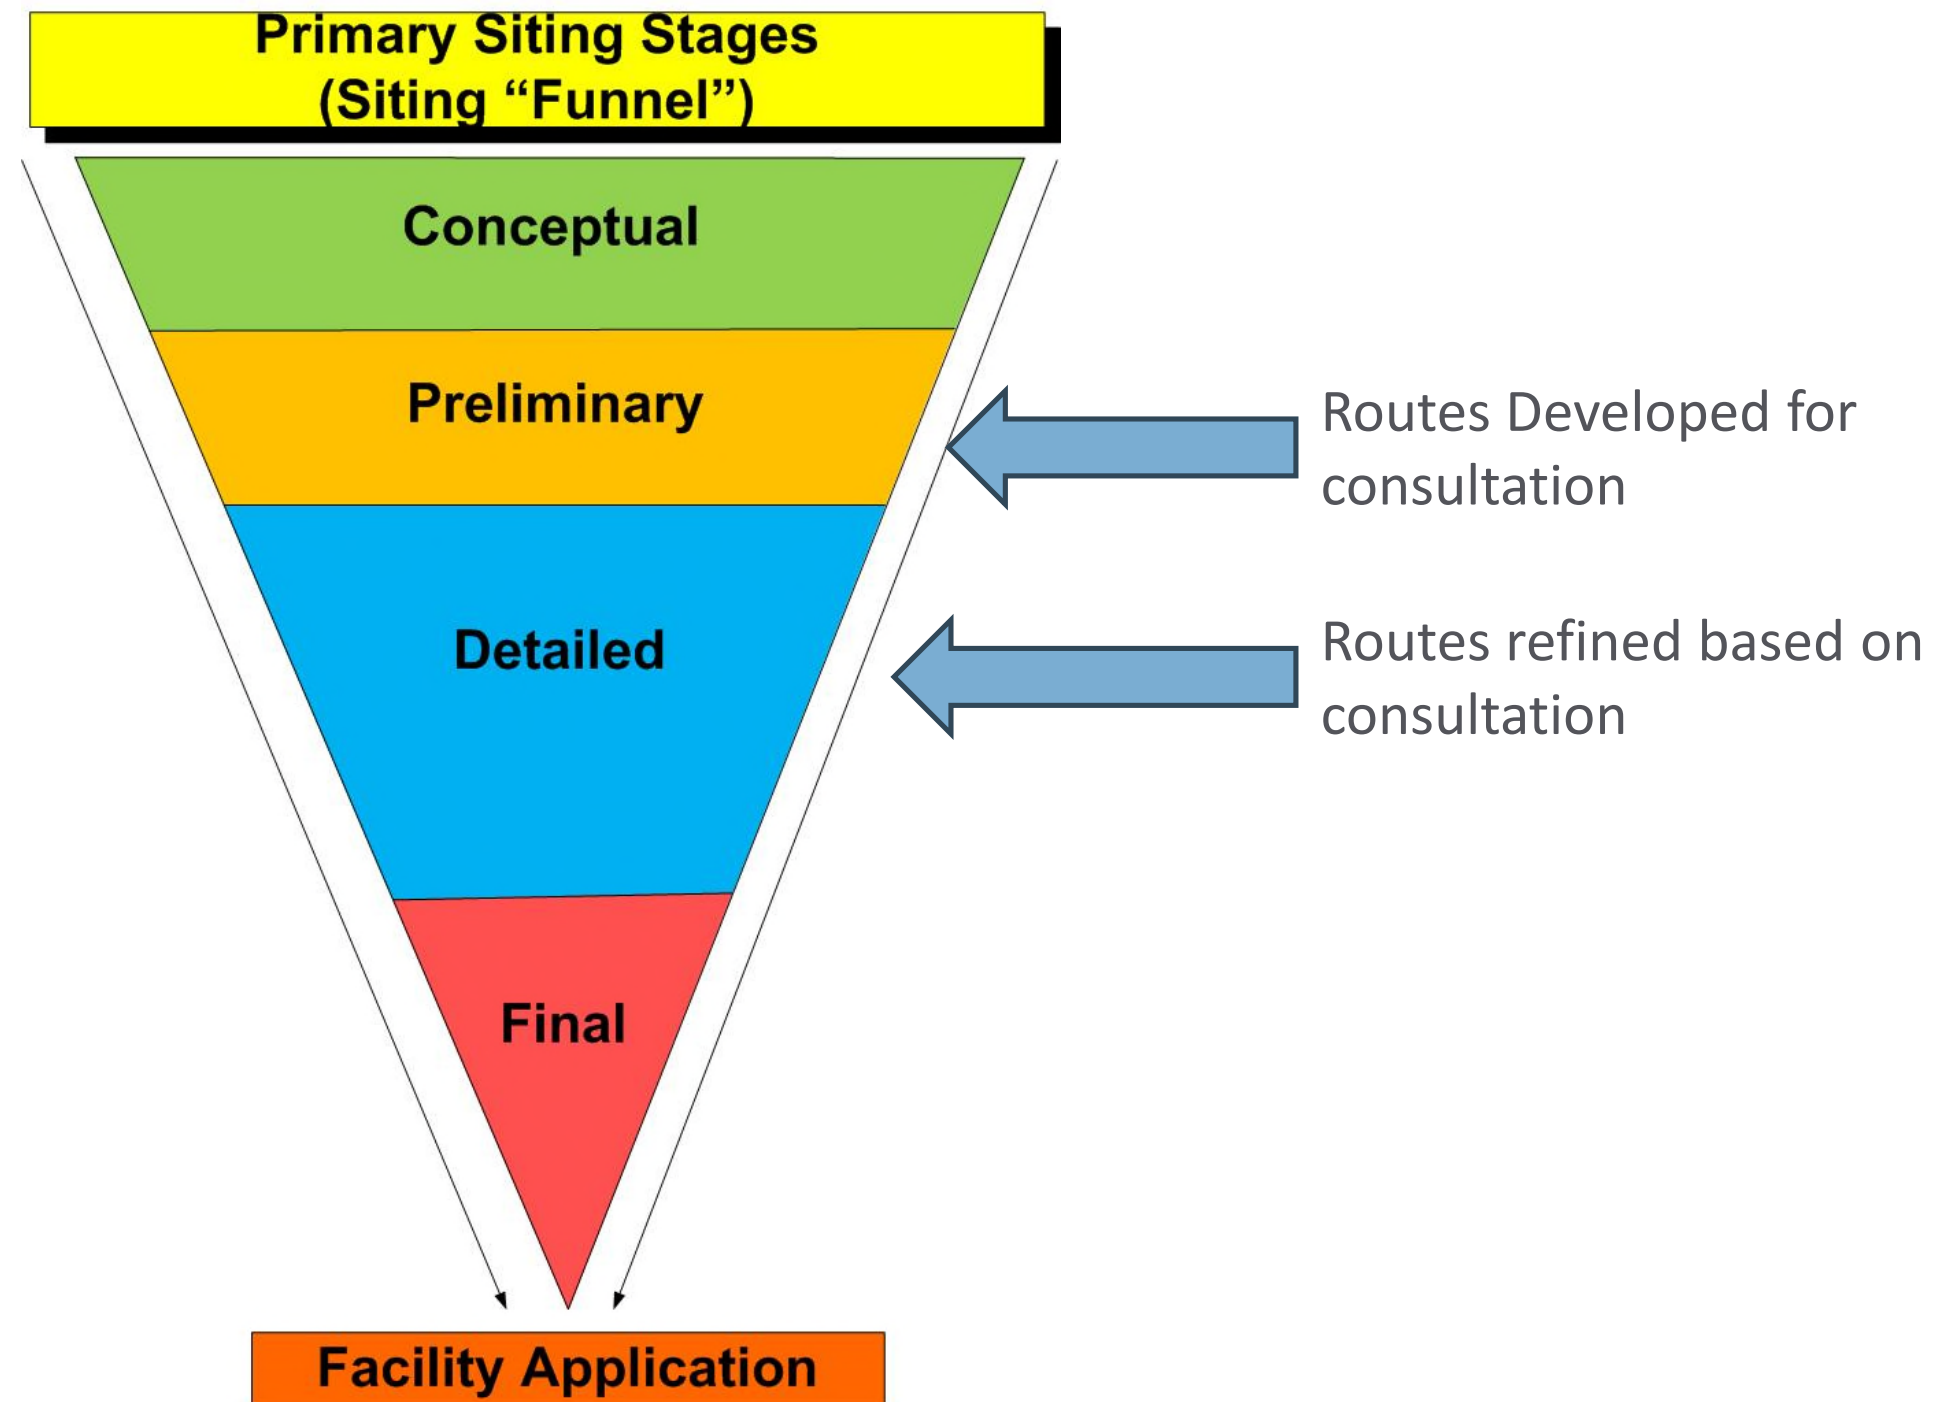 Primary Siting Stages
(Siting “Funnel”)
Conceptual
Preliminary
Routes Developed for
consultation
Detailed
Routes refined based on
consultation
Final
Facility Application